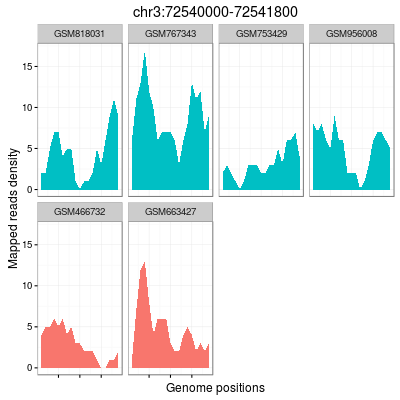 chr3:72540000-72541800
GSM818031 GSM767343 GSM753429 GSM956008
15
10
5
0
GSM466732 GSM663427
15
10
5
0
Mapped reads density
Genome positions